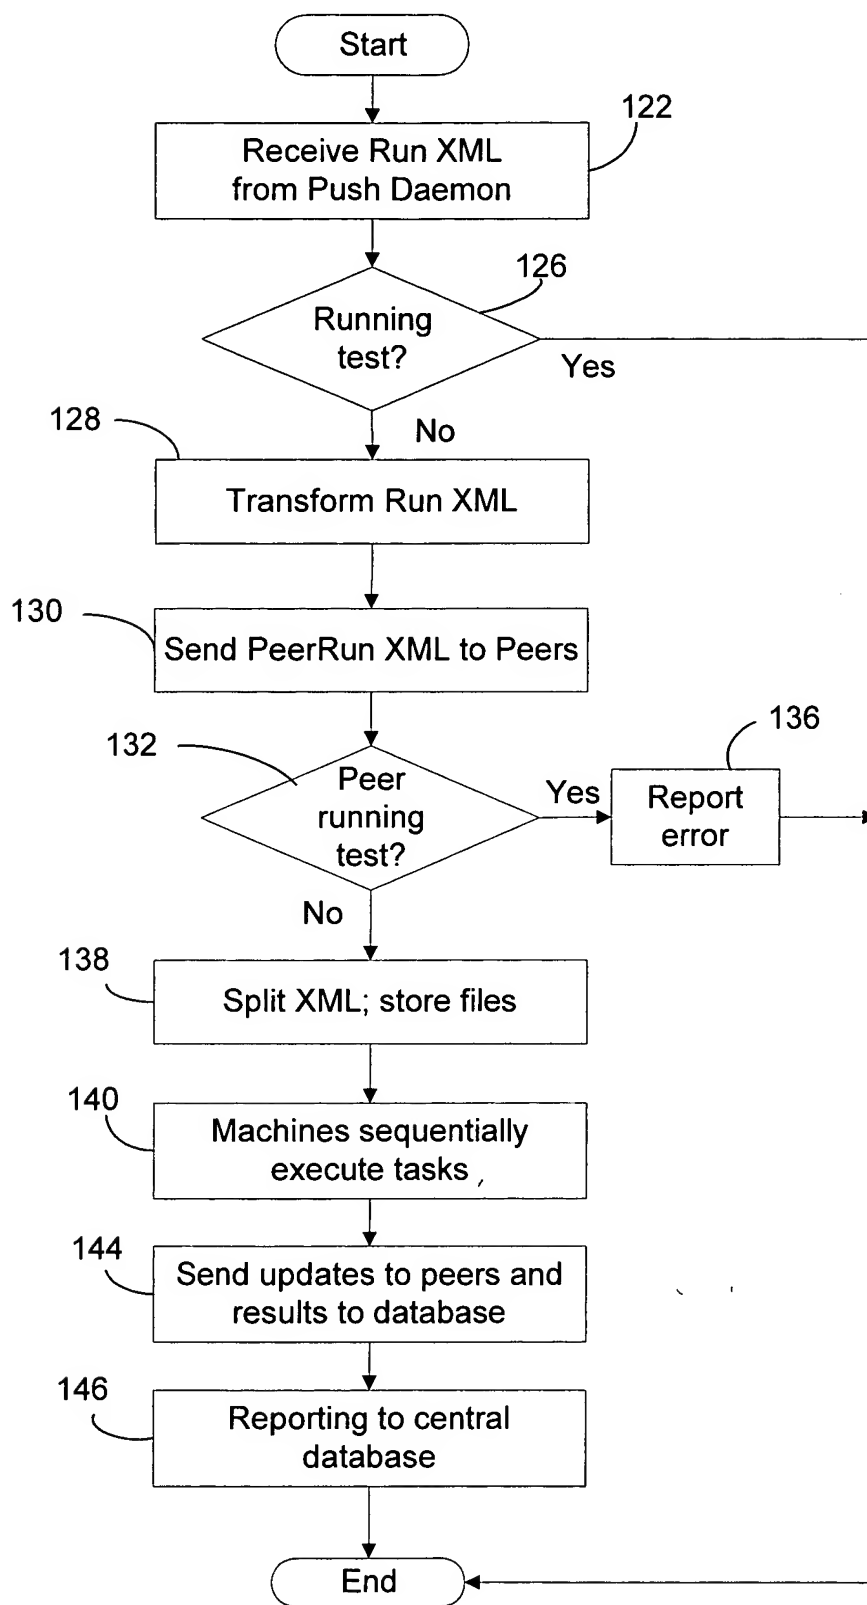 Start
122
Receive Run XML
from Push Daemon
126
Running
test?
Yes
No
128
Transform Run XML
130
Send PeerRun XML to Peers
132
Peer
running
test?
Yes
136
Report
error
No
138
Split XML; store files
140
Machines sequentially
execute tasks
144
Send updates to peers and
results to database
146
Reporting to central
database
End